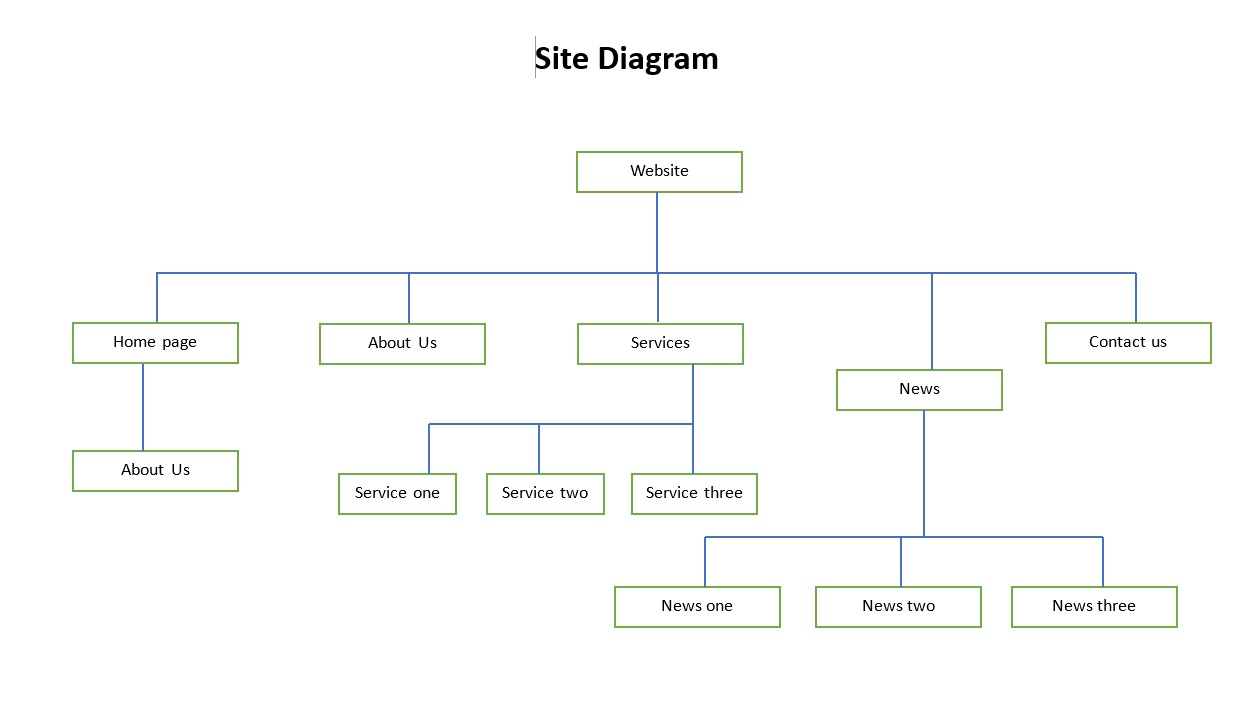 Site Diagram
Website
Home page
About Us
Services
News
Contact us
About Us
Service one
Service two
Service three
News one
News two
News three